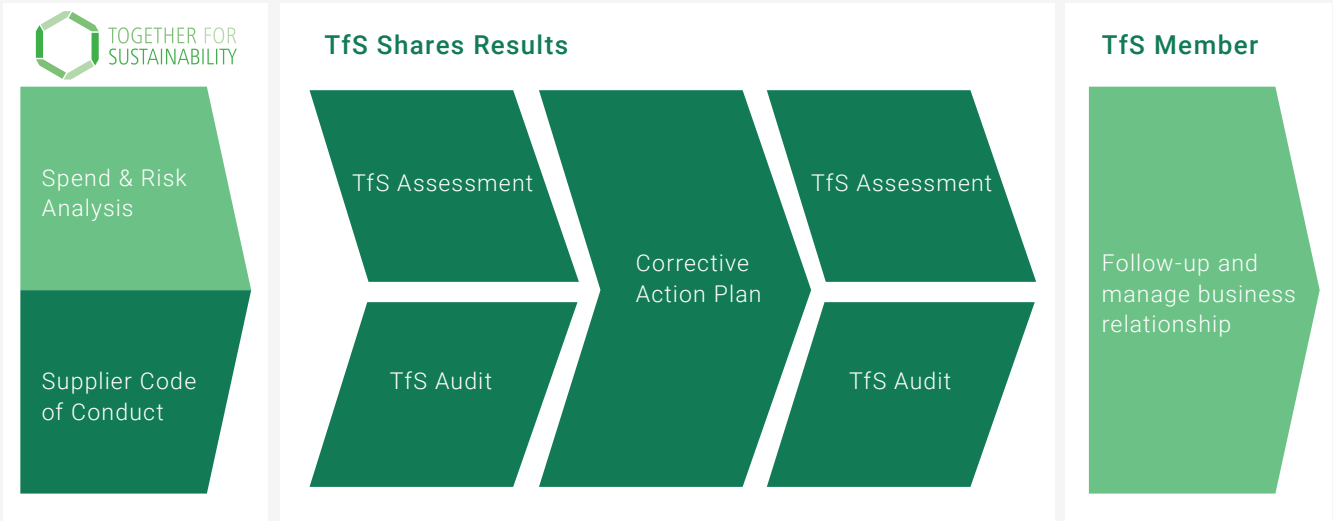 TOGETHER FOR
SUSTAINABILITY
Spend & Risk
Analysis
Supplier Code
of Conduct
TfS Shares Results
TfS Assessment
TfS Audit
Corrective
Action Plan
TfS Assessment
TfS Audit
TfS Member
Follow-up and
manage business
relationship